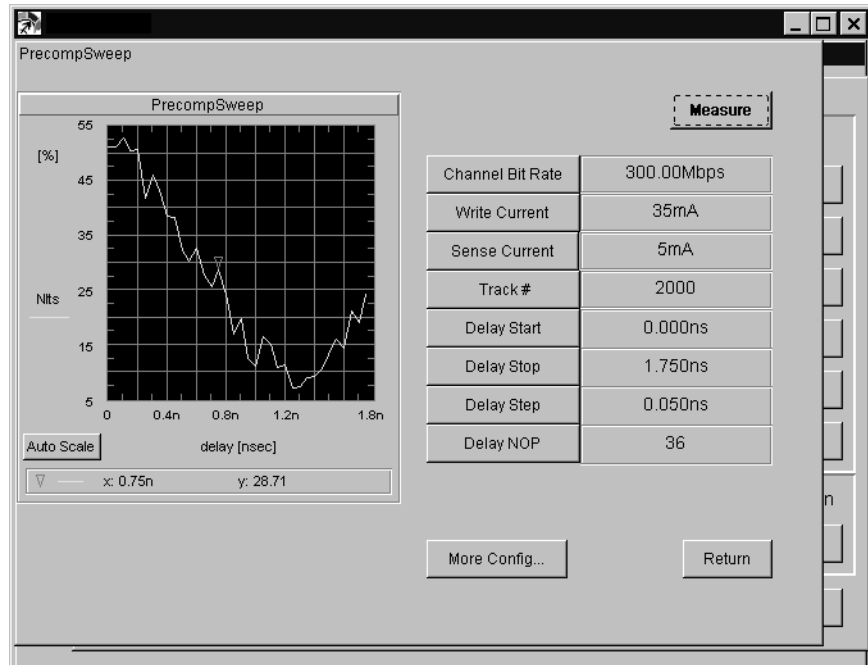 PrecompSweep
PrecompSweep
Measure
[%]
Nlts
55
45
35
25
15
5
0 0.4n 0.8n 1.2n 1.8n
Auto Scale
delay [nsec]
x: 0.75n y: 28.71
Channel Bit Rate 300.00Mbps
Write Current 35mA
Sense Current 5mA
Track # 2000
Delay Start 0.000ns
Delay Stop 1.750ns
Delay Step 0.050ns
Delay NOP 36
More Config... Return
n